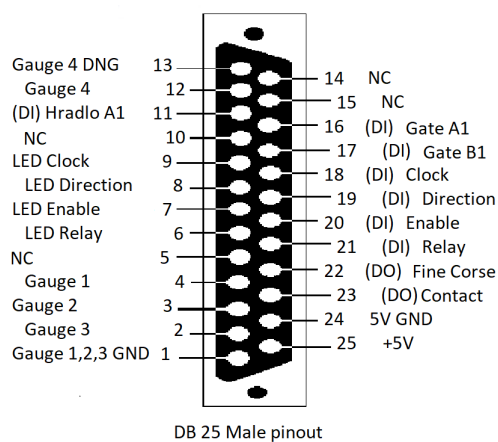 Gauge 4 DNG 13
Gauge 4 12
(DI) Hradlo A1 11
NC 10
LED Clock 9
LED Direction 8
LED Enable 7
LED Relay 6
NC 5
Gauge 1 4
Gauge 2 3
Gauge 3 2
Gauge 1,2,3 GND 1
14 NC
15 NC
16 (DI) Gate A1
17 (DI) Gate B1
18 (DI) Clock
19 (DI) Direction
20 (DI) Enable
21 (DI) Relay
22 (DO) Fine Corse
23 (DO) Contact
24 5V GND
25 +5V
DB 25 Male pinout